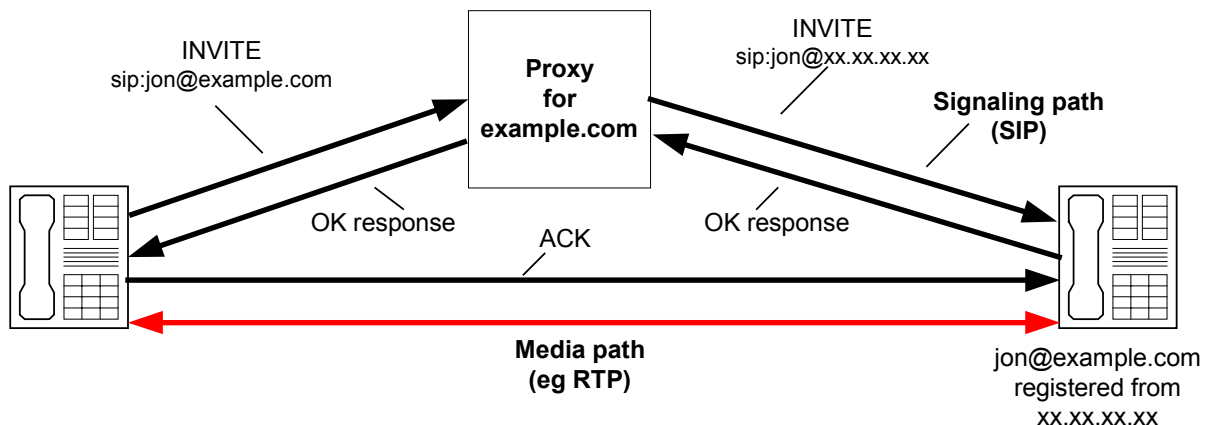 INVITE
sip:jon@example.com
Proxy
for
example.com
INVITE
sip:jon@xx.xx.xx.xx
Signaling path
(SIP)
OK response
OK response
ACK
Media path
(eg RTP)
jon@example.com
registered from
xx.xx.xx.xx